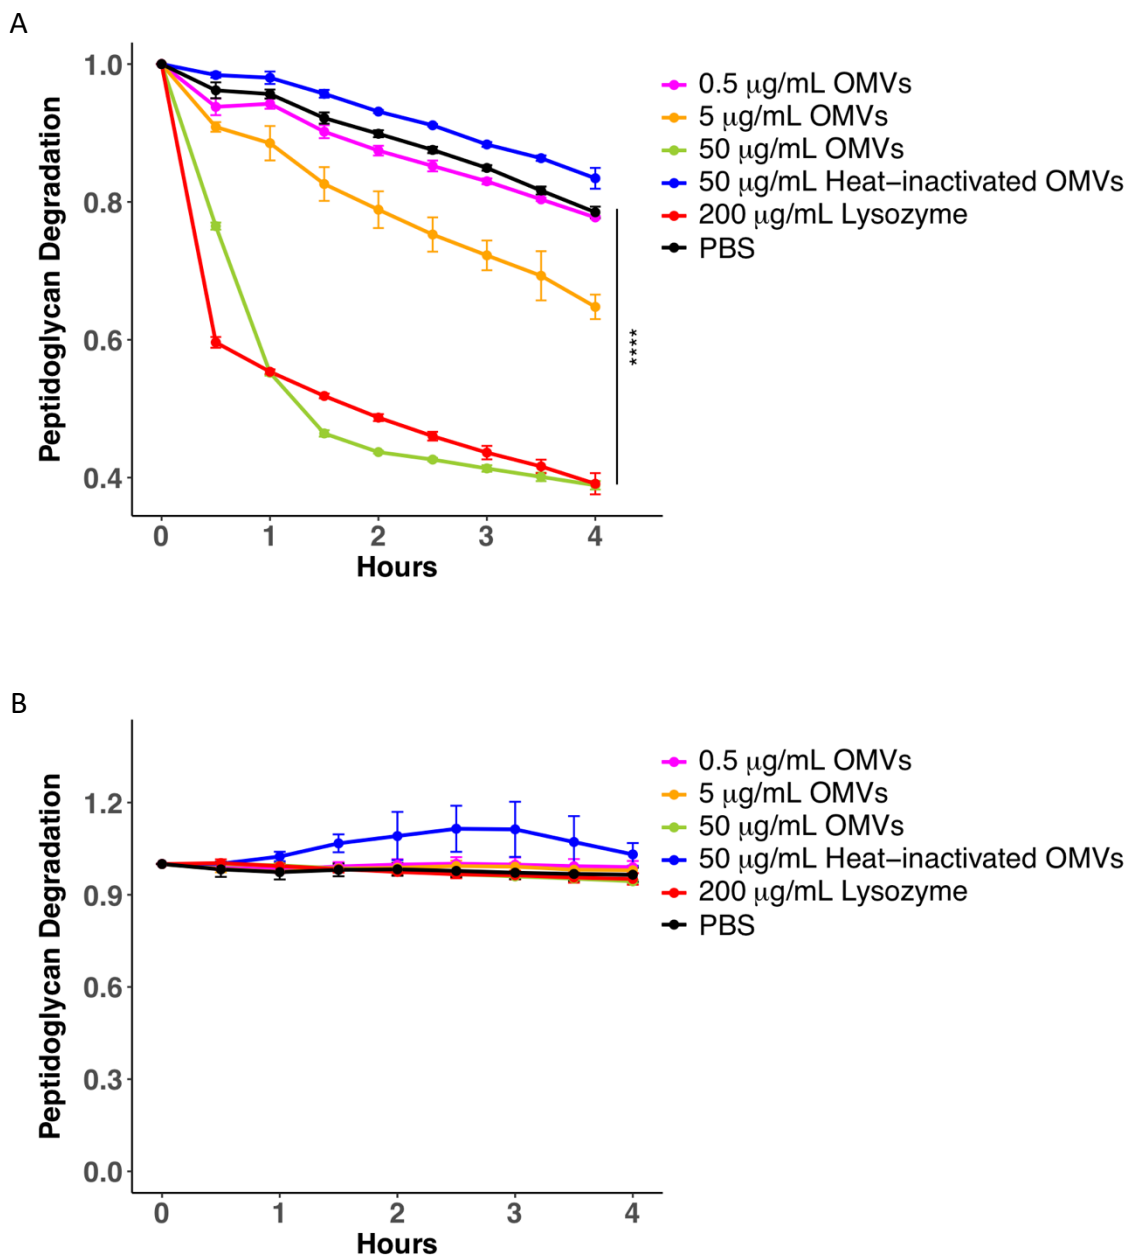 A
Peptidoglycan Degradation
1.0
0.8
0.6
0.4
0
1
2
3
4
Hours
0.5 μg/mL OMVs
5 μg/mL OMVs
50 μg/mL OMVs
50 μg/mL Heat−inactivated OMVs
200 μg/mL Lysozyme
PBS
****
B
Peptidoglycan Degradation
1.2
0.9
0.6
0.3
0.0
0
1
2
3
4
Hours
0.5 μg/mL OMVs
5 μg/mL OMVs
50 μg/mL OMVs
50 μg/mL Heat−inactivated OMVs
200 μg/mL Lysozyme
PBS